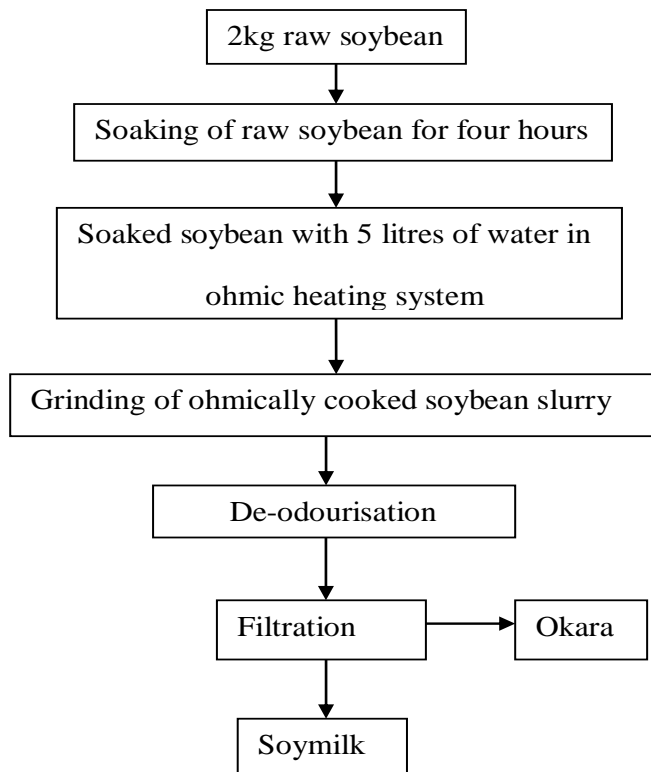 2kg raw soybean
Soaking of raw soybean for four hours
Soaked soybean with 5 litres of water in
ohmic heating system
Grinding of ohmically cooked soybean slurry
De-odourisation
Filtration
Okara
Soymilk